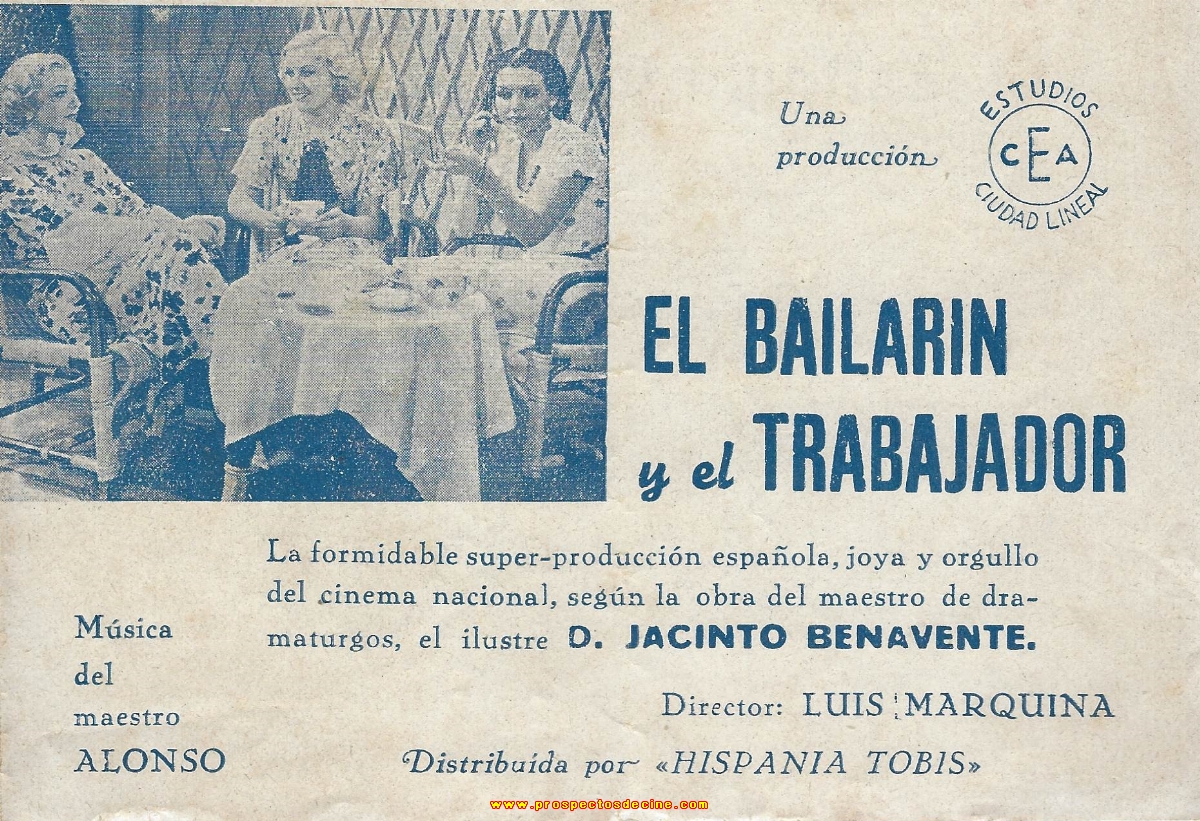 Una
producción
ESTUDIOS
CEA
CIUDAD LINEAL
EL BAILARIN
y el TRABAJADOR
La formidable super-producción española, joya y orgullo
del cinema nacional, según la obra del maestro de dra-
maturgos, el ilustre D. JACINTO BENAVENTE.
Música
del
maestro
ALONSO
Director: LUIS MARQUINA
Distribuída por «HISPANIA TOBIS»
www.prospectosdecine.com